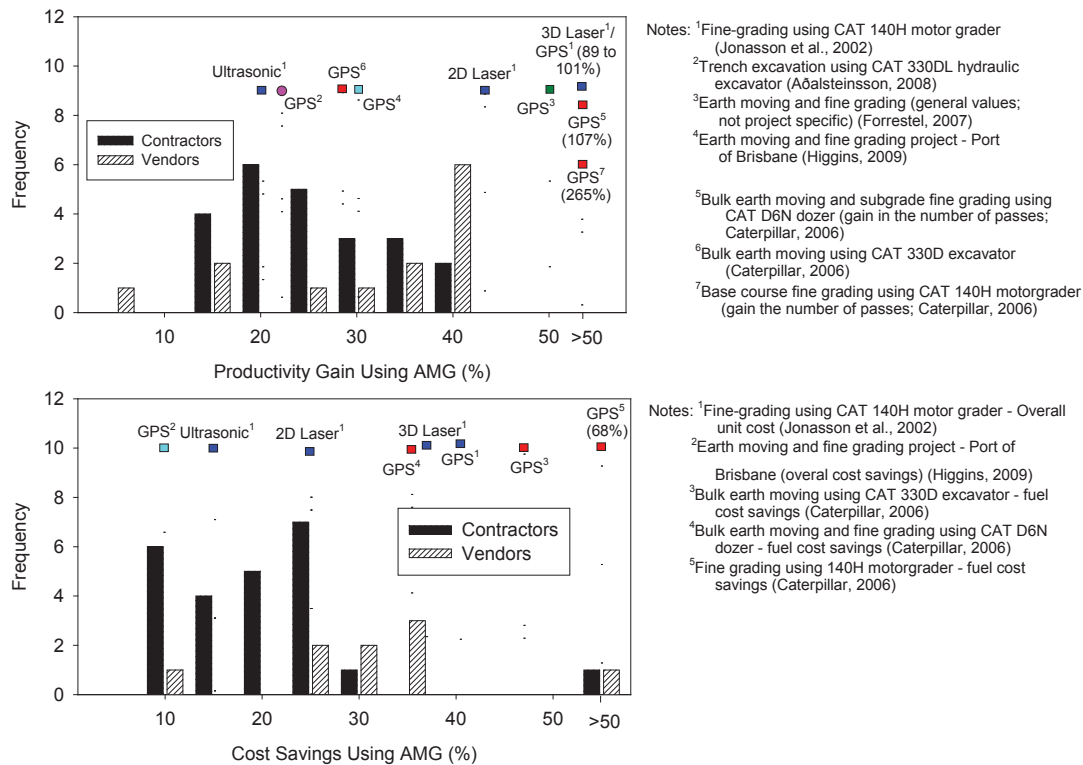 12
10
8
6
4
2
0
Frequency
Contractors
Vendors
Ultrasonic¹
GPS²
GPS⁶
GPS⁴
2D Laser¹
GPS³
3D Laser¹/
GPS¹ (89 to
101%)
GPS⁵
(107%)
GPS⁷
(265%)
10 20 30 40 50 >50
Productivity Gain Using AMG (%)
Notes: ¹Fine-grading using CAT 140H motor grader
(Jonasson et al., 2002)
²Trench excavation using CAT 330DL hydraulic
excavator (Aðalsteinsson, 2008)
³Earth moving and fine grading (general values;
not project specific) (Forrestel, 2007)
⁴Earth moving and fine grading project - Port
of Brisbane (Higgins, 2009)
⁵Bulk earth moving and subgrade fine grading using
CAT D6N dozer (gain in the number of passes;
Caterpillar, 2006)
⁶Bulk earth moving using CAT 330D excavator
(Caterpillar, 2006)
⁷Base course fine grading using CAT 140H motorgrader
(gain the number of passes; Caterpillar, 2006)
12
10
8
6
4
2
0
Frequency
GPS²
Ultrasonic¹
2D Laser¹
GPS⁴
3D Laser¹
GPS¹
GPS³
GPS⁵
(68%)
Contractors
Vendors
10 20 30 40 50 >50
Cost Savings Using AMG (%)
Notes: ¹Fine-grading using CAT 140H motor grader - Overall
unit cost (Jonasson et al., 2002)
²Earth moving and fine grading project - Port of
Brisbane (overal cost savings) (Higgins, 2009)
³Bulk earth moving using CAT 330D excavator - fuel
cost savings (Caterpillar, 2006)
⁴Bulk earth moving and fine grading using CAT D6N
dozer - fuel cost savings (Caterpillar, 2006)
⁵Fine grading using 140H motorgrader - fuel cost
savings (Caterpillar, 2006)